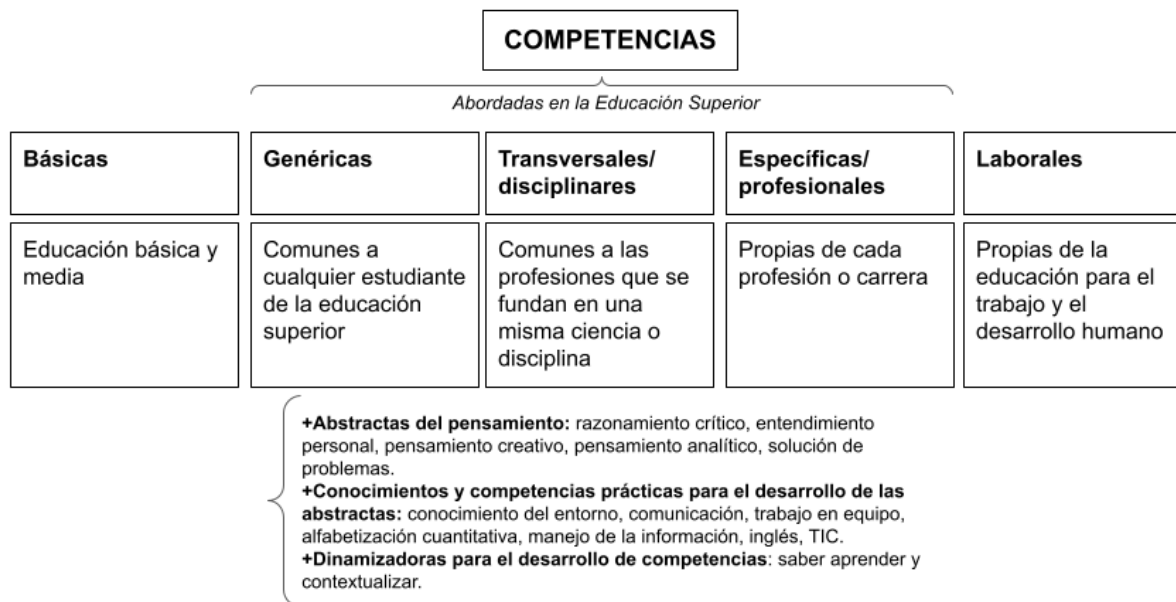 COMPETENCIAS
Abordadas en la Educación Superior
Básicas
Genéricas
Transversales/
disciplinares
Específicas/
profesionales
Laborales
Educación básica y
media
Comunes a
cualquier estudiante
de la educación
superior
Comunes a las
profesiones que se
fundan en una
misma ciencia o
disciplina
Propias de cada
profesión o carrera
Propias de la
educación para el
trabajo y el
desarrollo humano
+Abstractas del pensamiento: razonamiento crítico, entendimiento
personal, pensamiento creativo, pensamiento analítico, solución de
problemas.
+Conocimientos y competencias prácticas para el desarrollo de las
abstractas: conocimiento del entorno, comunicación, trabajo en equipo,
alfabetización cuantitativa, manejo de la información, inglés, TIC.
+Dinamizadoras para el desarrollo de competencias: saber aprender y
contextualizar.